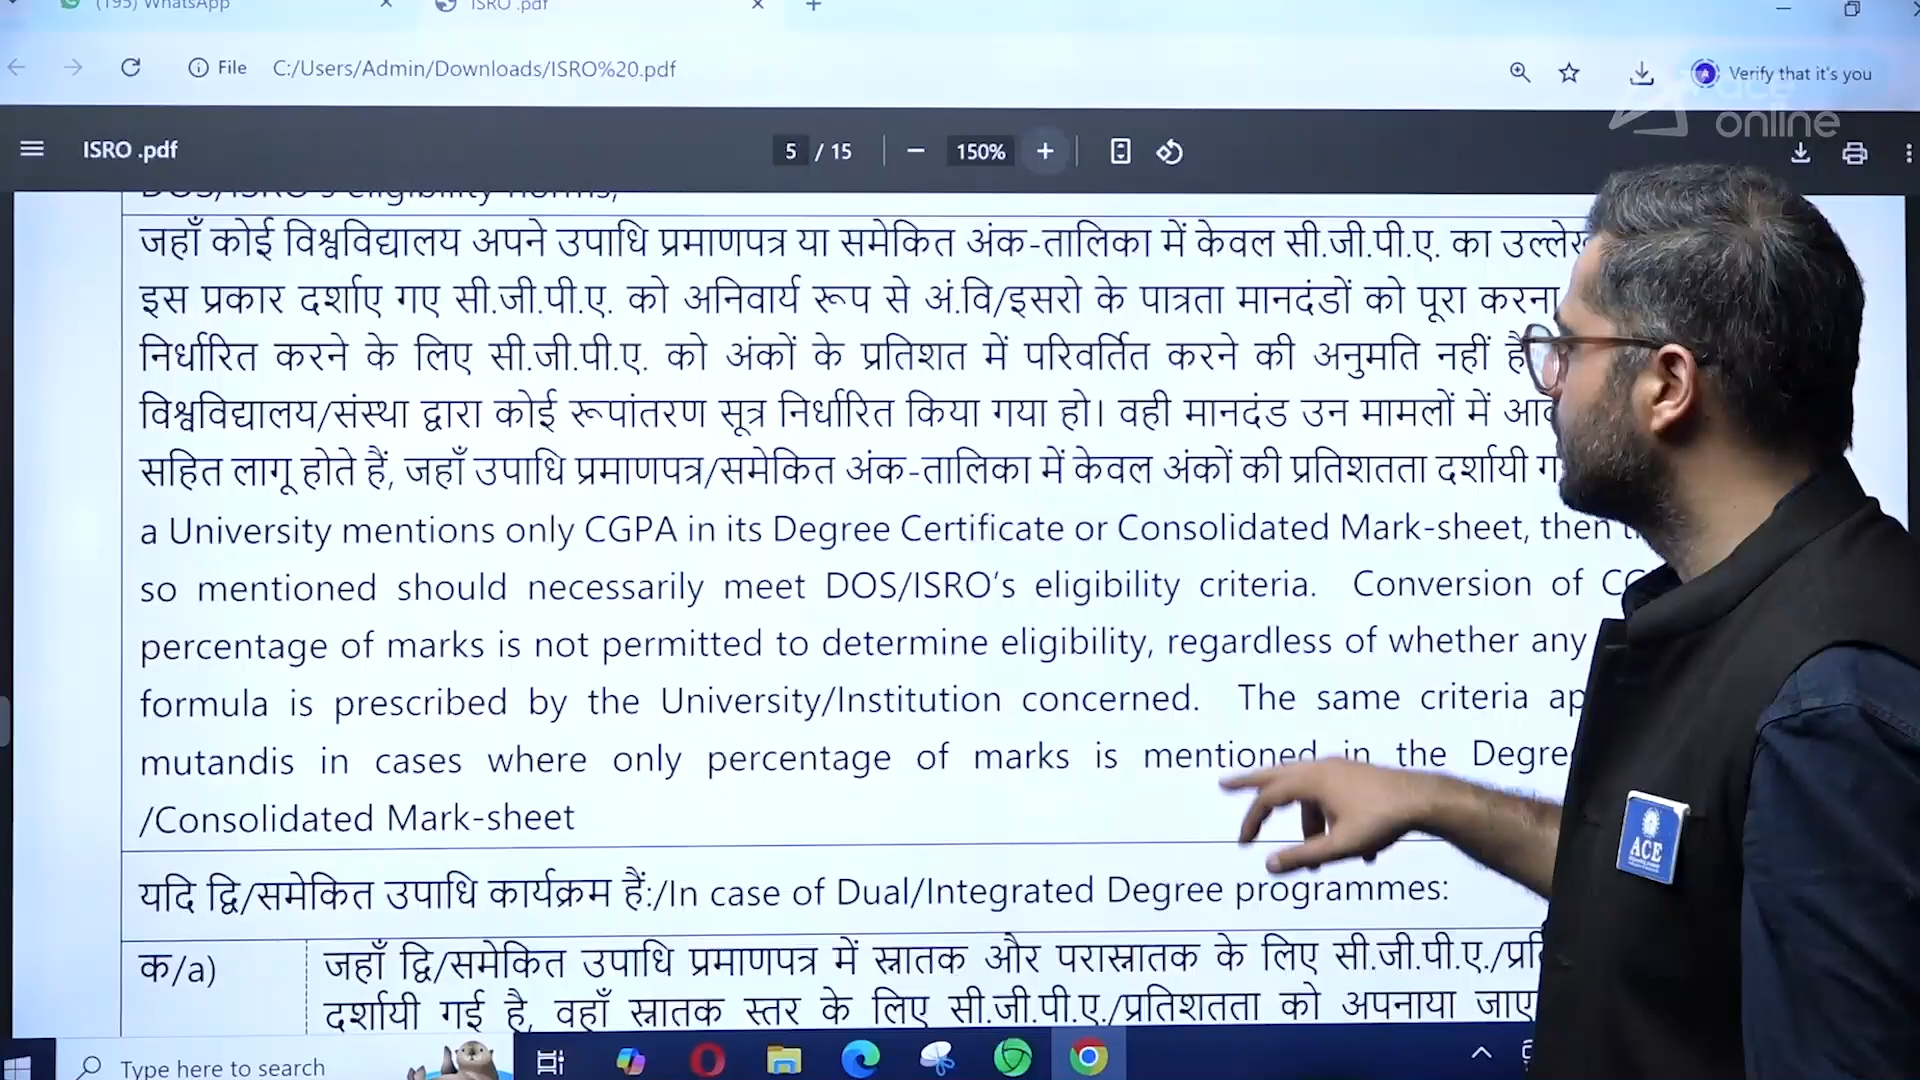 (195) WhatsApp
ISRO .pdf
File C:/Users/Admin/Downloads/ISRO%20.pdf
Verify that it's you
ace
online
ISRO .pdf
5 / 15
150%
DOS/ISRO's eligibility norms,
जहाँ कोई विश्वविद्यालय अपने उपाधि प्रमाणपत्र या समेकित अंक-तालिका में केवल सी.जी.पी.ए. का
इस प्रकार दर्शाए गए सी.जी.पी.ए. को अनिवार्य रूप से अं.वि/इसरो के पात्रता मानदंडों को पूरा करना
निर्धारित करने के लिए सी.जी.पी.ए. को अंकों के प्रतिशत में परिवर्तित करने की अनुमति नहीं
विश्वविद्यालय/संस्था द्वारा कोई रूपांतरण सूत्र निर्धारित किया गया हो। वही मानदंड उन मामलों में
सहित लागू होते हैं, जहाँ उपाधि प्रमाणपत्र/समेकित अंक-तालिका में केवल अंकों की प्रतिशतता दर्शायी
a University mentions only CGPA in its Degree Certificate or Consolidated Mark-sheet, then
so mentioned should necessarily meet DOS/ISRO's eligibility criteria. Conversion of
percentage of marks is not permitted to determine eligibility, regardless of whether any
formula is prescribed by the University/Institution concerned. The same criteria
mutandis in cases where only percentage of marks is mentioned in the
/Consolidated Mark-sheet
यदि द्वि/समेकित उपाधि कार्यक्रम हैं:/In case of Dual/Integrated Degree programmes:
क/a)
जहाँ द्वि/समेकित उपाधि प्रमाणपत्र में स्नातक और परास्नातक के लिए सी.जी.पी.ए./
दर्शायी गई है, वहाँ स्नातक स्तर के लिए सी.जी.पी.ए./प्रतिशतता को अपनाया
ACE
Type here to search